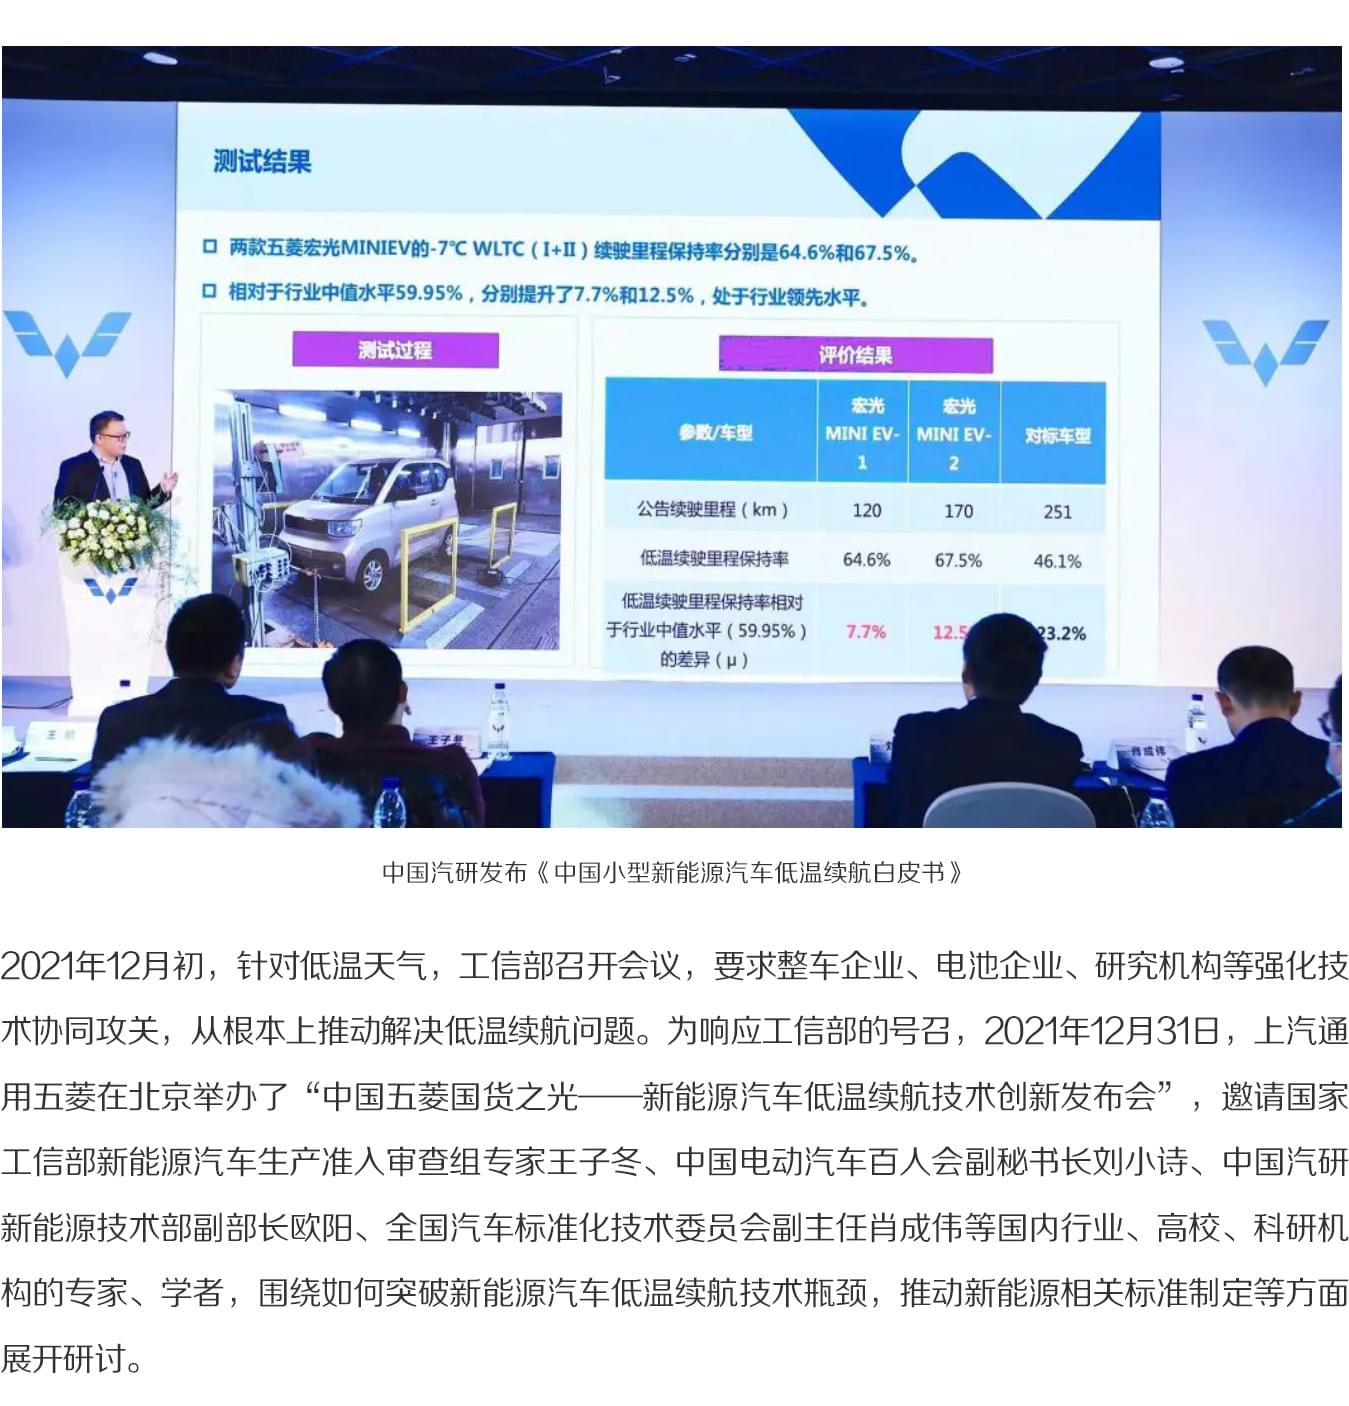 测试结果
两款五菱宏光MINIEV的-7℃ WLTC（I+II）续驶里程保持率分别是64.6%和67.5%。
相对于行业中值水平59.95%，分别提升了7.7%和12.5%，处于行业领先水平。
测试过程
评价结果
参数/车型
宏光
MINI EV-
1
宏光
MINI EV-
2
对标车型
公告续驶里程（km）
120
170
251
低温续驶里程保持率
64.6%
67.5%
46.1%
低温续驶里程保持率相对
于行业中值水平（59.95%）
的差异（μ）
7.7%
12.5
23.2%
王子冬
肖成伟
中国汽研发布《中国小型新能源汽车低温续航白皮书》
2021年12月初，针对低温天气，工信部召开会议，要求整车企业、电池企业、研究机构等强化技
术协同攻关，从根本上推动解决低温续航问题。为响应工信部的号召，2021年12月31日，上汽通
用五菱在北京举办了“中国五菱国货之光——新能源汽车低温续航技术创新发布会”，邀请国家
工信部新能源汽车生产准入审查组专家王子冬、中国电动汽车百人会副秘书长刘小诗、中国汽研
新能源技术部副部长欧阳、全国汽车标准化技术委员会副主任肖成伟等国内行业、高校、科研机
构的专家、学者，围绕如何突破新能源汽车低温续航技术瓶颈，推动新能源相关标准制定等方面
展开研讨。